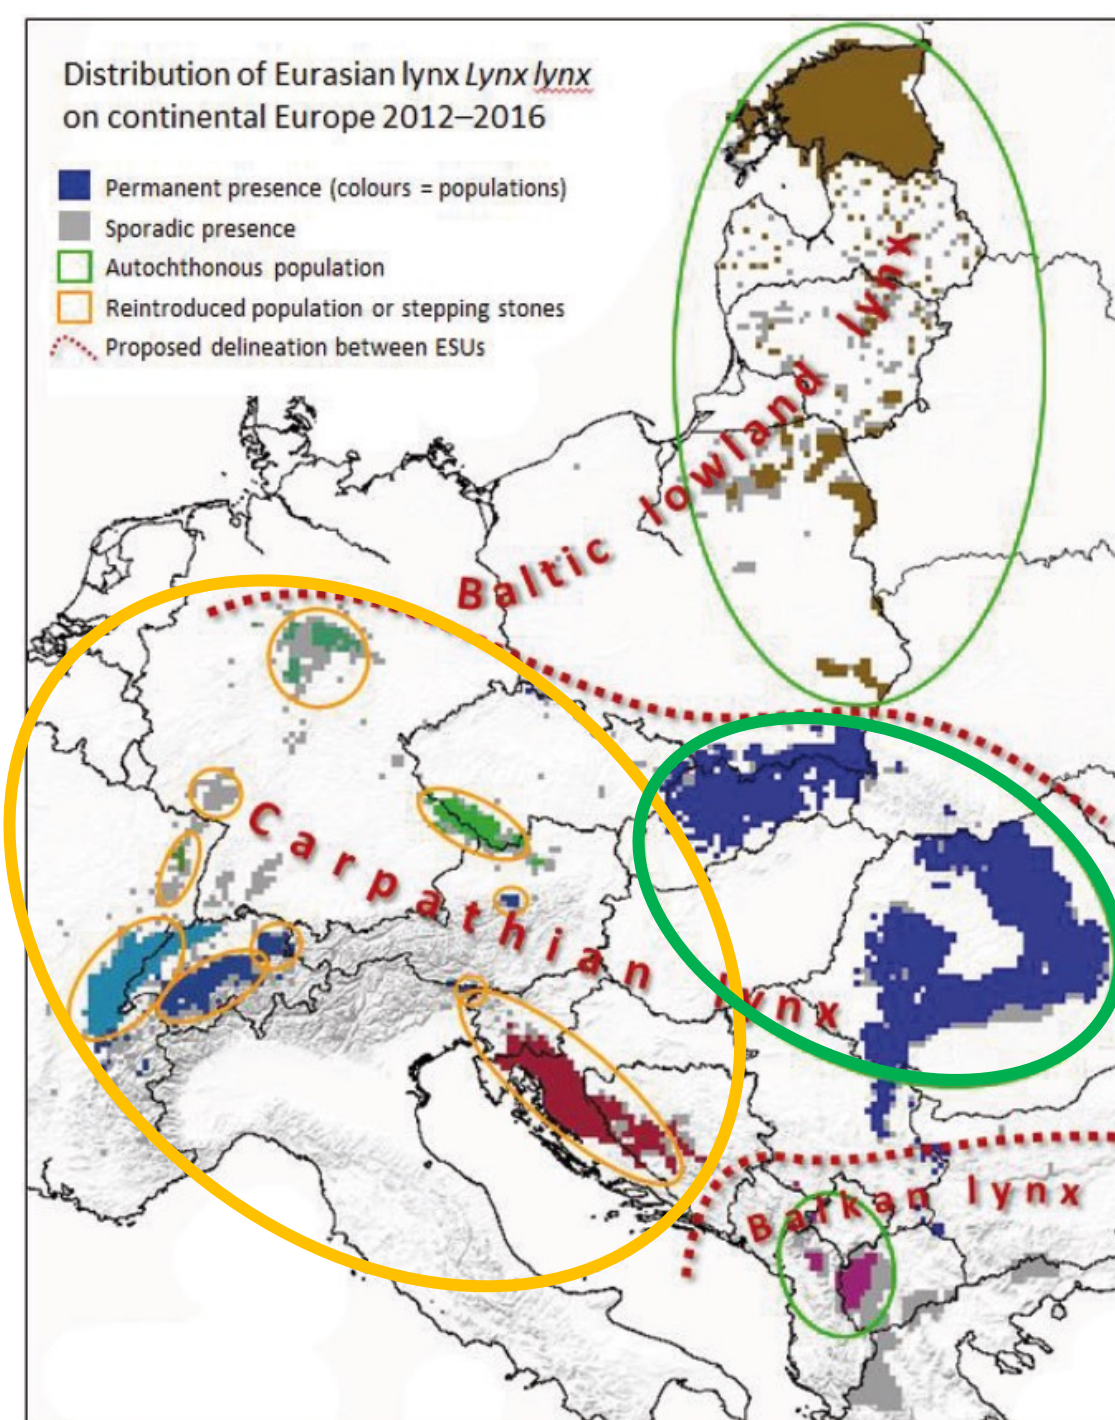 Distribution of Eurasian lynx Lynx lynx
on continental Europe 2012–2016
Permanent presence (colours = populations)
Sporadic presence
Autochthonous population
Reintroduced population or stepping stones
Proposed delineation between ESUs
Baltic lowland lynx
Carpathian lynx
Balkan lynx